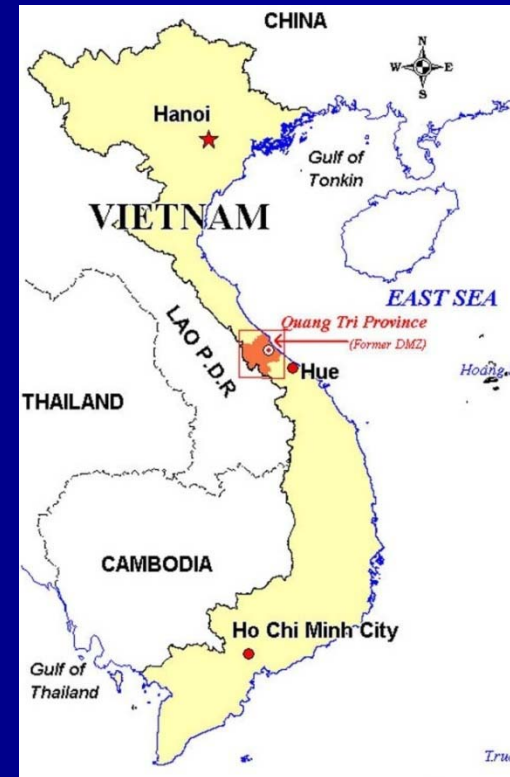 CHINA
N
W
E
S
Hanoi
Gulf of
Tonkin
VIETNAM
EAST SEA
Quang Tri Province
(Former DMZ)
LAO P.D.R
Hue
Hoàng
THAILAND
CAMBODIA
Ho Chi Minh City
Gulf of
Thailand